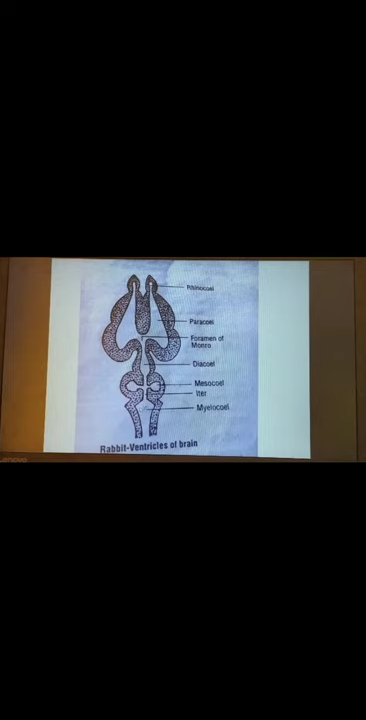 Rhinocoel
Paracoel
Foramen of
Monro
Diacoel
Mesocoel
Iter
Myelocoel
Rabbit-Ventricles of brain